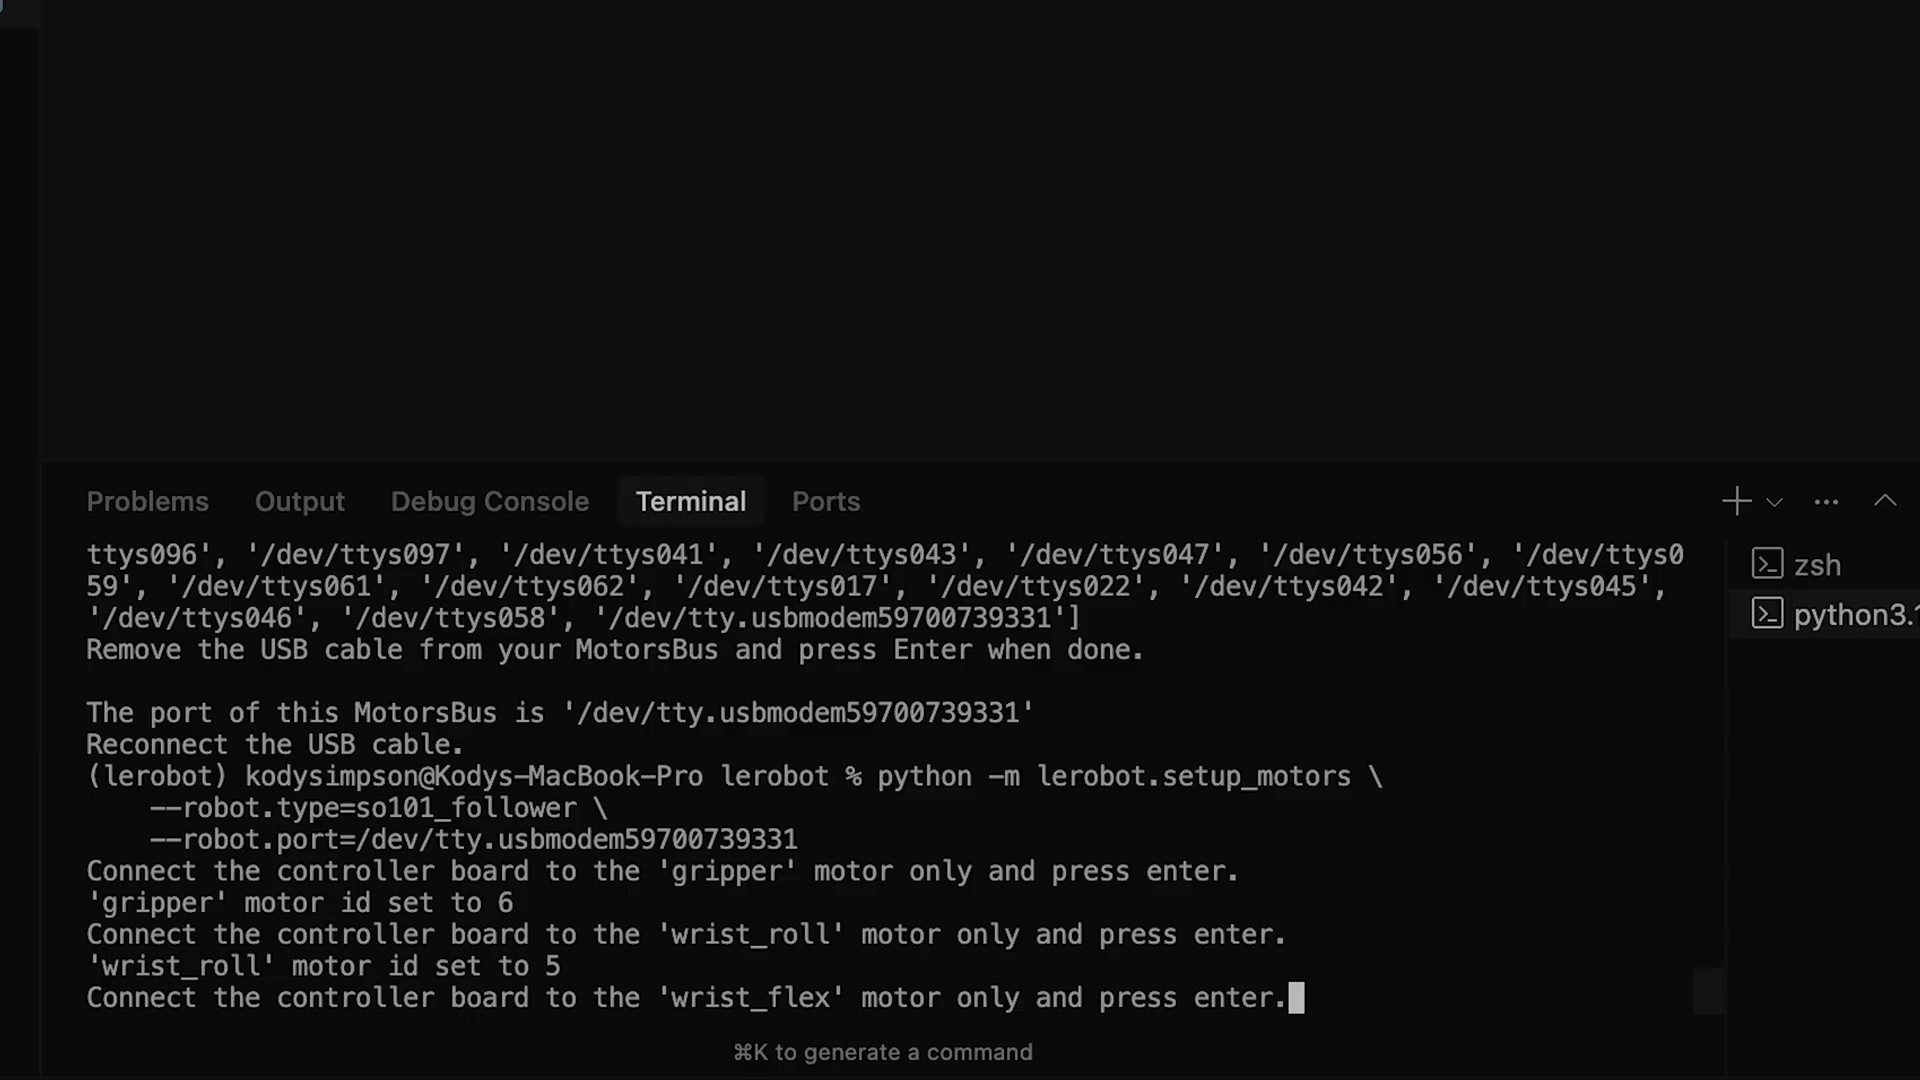 Problems Output Debug Console Terminal Ports
ttys096', '/dev/ttys097', '/dev/ttys041', '/dev/ttys043', '/dev/ttys047', '/dev/ttys056', '/dev/ttys0
59', '/dev/ttys061', '/dev/ttys062', '/dev/ttys017', '/dev/ttys022', '/dev/ttys042', '/dev/ttys045',
'/dev/ttys046', '/dev/ttys058', '/dev/tty.usbmodem59700739331']
Remove the USB cable from your MotorsBus and press Enter when done.
The port of this MotorsBus is '/dev/tty.usbmodem59700739331'
Reconnect the USB cable.
(lerobot) kodysimpson@Kodys-MacBook-Pro lerobot % python -m lerobot.setup_motors \
--robot.type=so101_follower \
--robot.port=/dev/tty.usbmodem59700739331
Connect the controller board to the 'gripper' motor only and press enter.
'gripper' motor id set to 6
Connect the controller board to the 'wrist_roll' motor only and press enter.
'wrist_roll' motor id set to 5
Connect the controller board to the 'wrist_flex' motor only and press enter.
⌘K to generate a command
zsh
python3.1